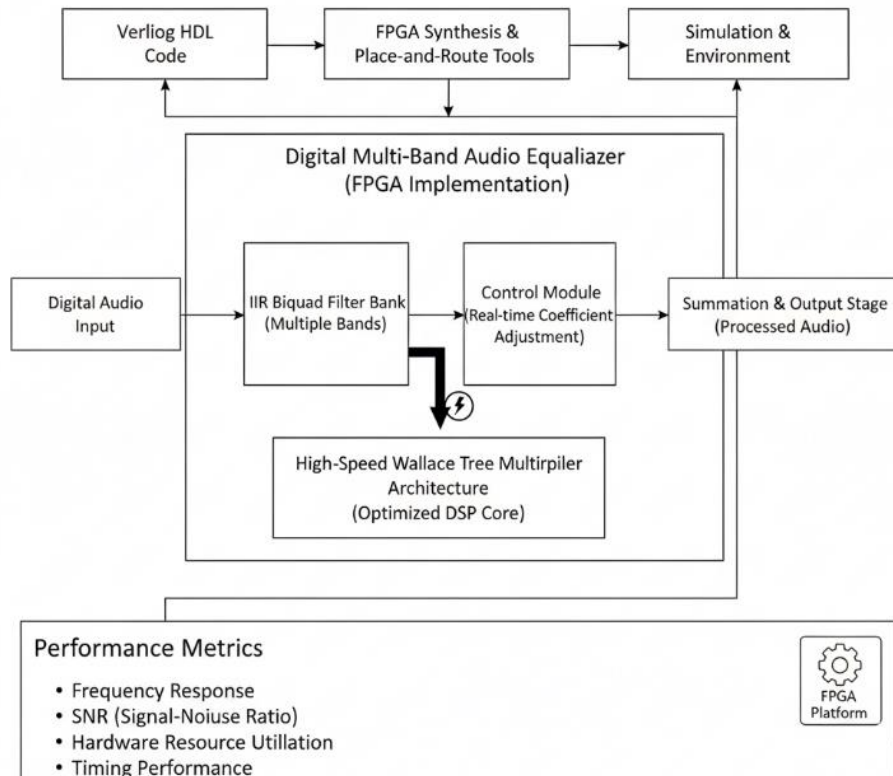 Verliog HDL
Code
FPGA Synthesis &
Place-and-Route Tools
Simulation &
Environment
Digital Multi-Band Audio Equaliazer
(FPGA Implementation)
Digital Audio
Input
IIR Biquad Filter Bank
(Multiple Bands)
Control Module
(Real-time Coefficient
Adjustment)
Summation & Output Stage
(Processed Audio)
High-Speed Wallace Tree Multirpiler
Architecture
(Optimized DSP Core)
Performance Metrics
• Frequency Response
• SNR (Signal-Noiuse Ratio)
• Hardware Resource Utillation
• Timing Performance
FPGA
Platform